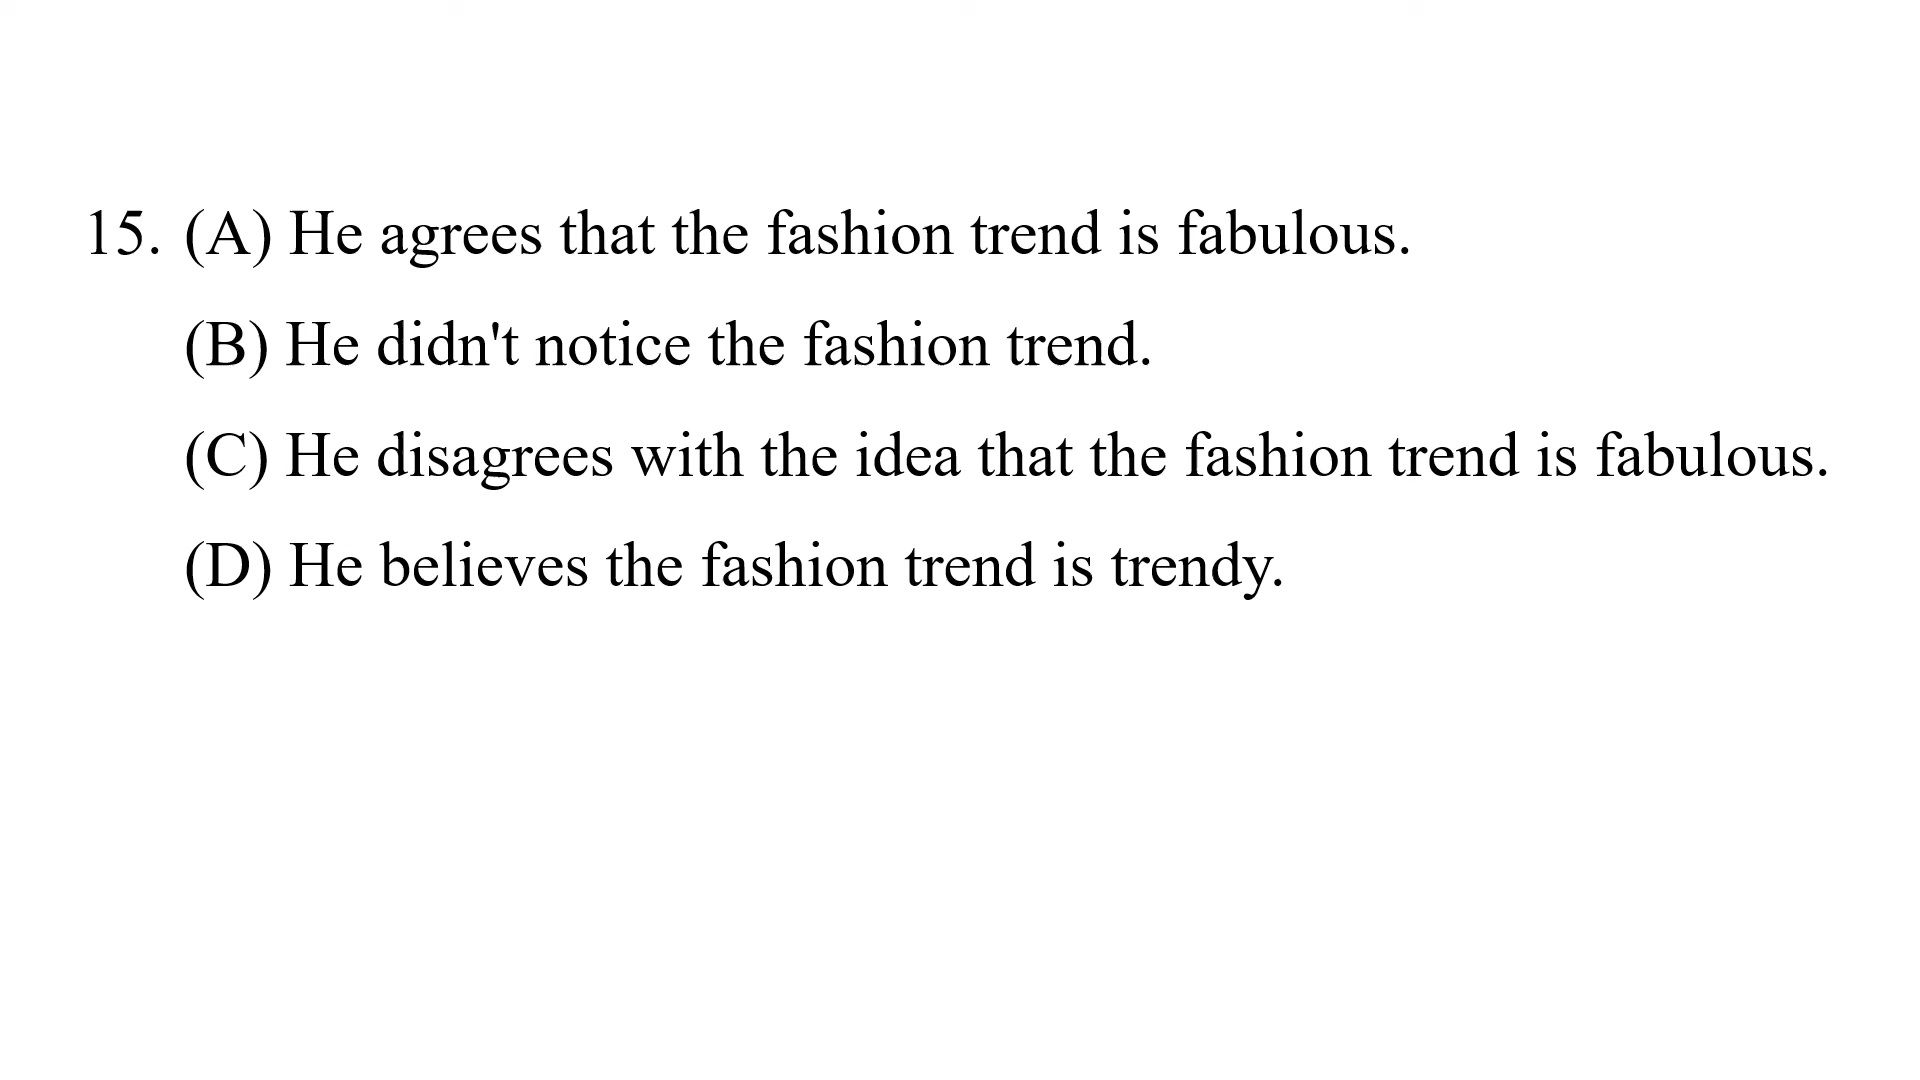 15. (A) He agrees that the fashion trend is fabulous.
(B) He didn't notice the fashion trend.
(C) He disagrees with the idea that the fashion trend is fabulous.
(D) He believes the fashion trend is trendy.